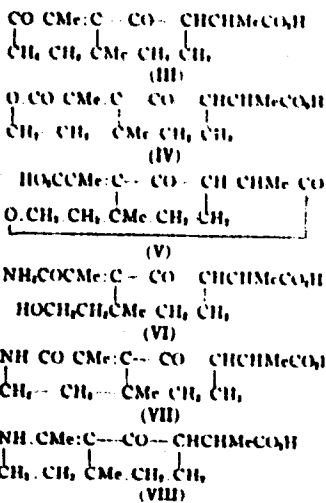 CO CMe:C — CO — CHCHMeCO₂H
CH₂ CH₂ CMe CH₂ CH₂
(III)
O.CO CMe.C CO CHCHMeCO₂H
CH₂ CH₂ CMe CH₂ CH₂
(IV)
HO₂CCMe:C-- CO CH CHMe CO
O.CH₂.CH₂.CMe.CH₂ CH₂
(V)
NH₂COCMe:C - CO CHCHMeCO₂H
HOCH₂CH₂CMe CH₂ CH₂
(VI)
NH CO CMe:C--- CO CHCHMeCO₂H
CH₂-- CH₂--CMe CH₂ CH₂
(VII)
NH.CMe:C----CO--CHCHMeCO₂H
CH₂.CH₂ CMe.CH₂.CH₂
(VIII)